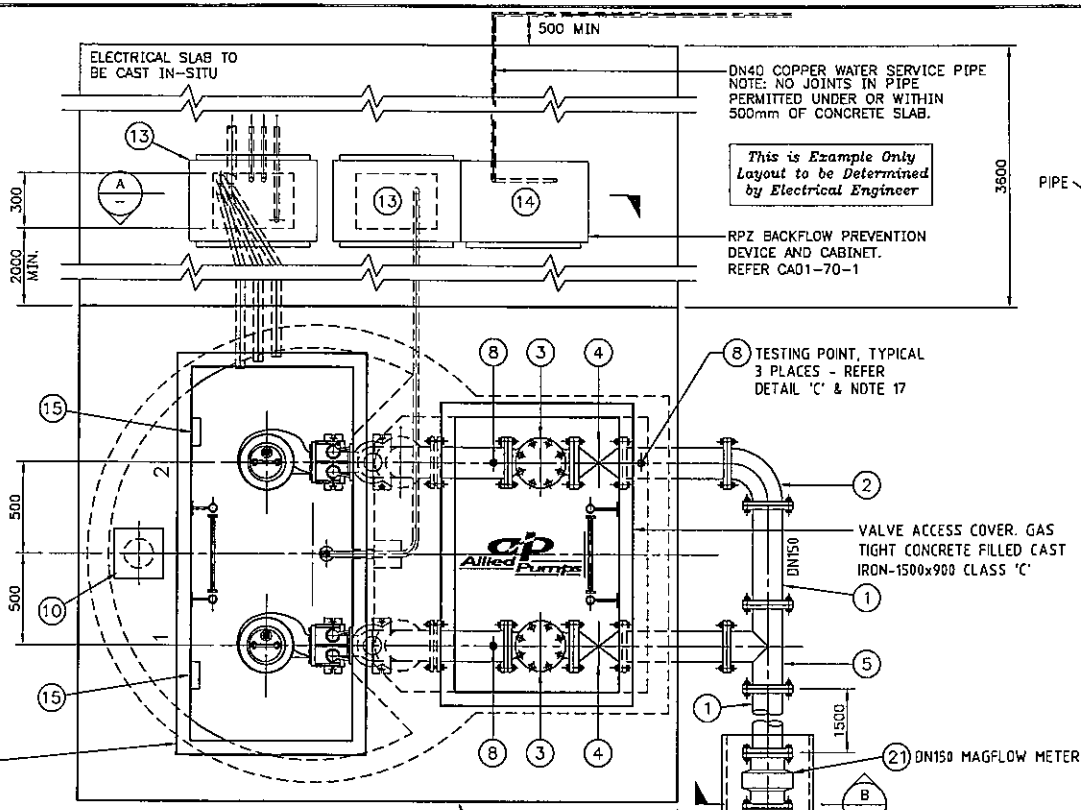 500 MIN
ELECTRICAL SLAB TO
BE CAST IN-SITU
DN40 COPPER WATER SERVICE PIPE
NOTE: NO JOINTS IN PIPE
PERMITTED UNDER OR WITHIN
500mm OF CONCRETE SLAB.
13
This is Example Only
Layout to be Determined
by Electrical Engineer
3600
PIPE
A
–
300
13
14
2000
MIN.
RPZ BACKFLOW PREVENTION
DEVICE AND CABINET.
REFER CA01-70-1
8
3
4
8
TESTING POINT, TYPICAL
3 PLACES - REFER
DETAIL 'C' & NOTE 17
15
2
2
500
VALVE ACCESS COVER. GAS
TIGHT CONCRETE FILLED CAST
IRON-1500x900 CLASS 'C'
DN150
ap
Allied Pumps
10
500
1
1
5
15
1
1500
8
3
4
21
DN150 MAGFLOW METER
B